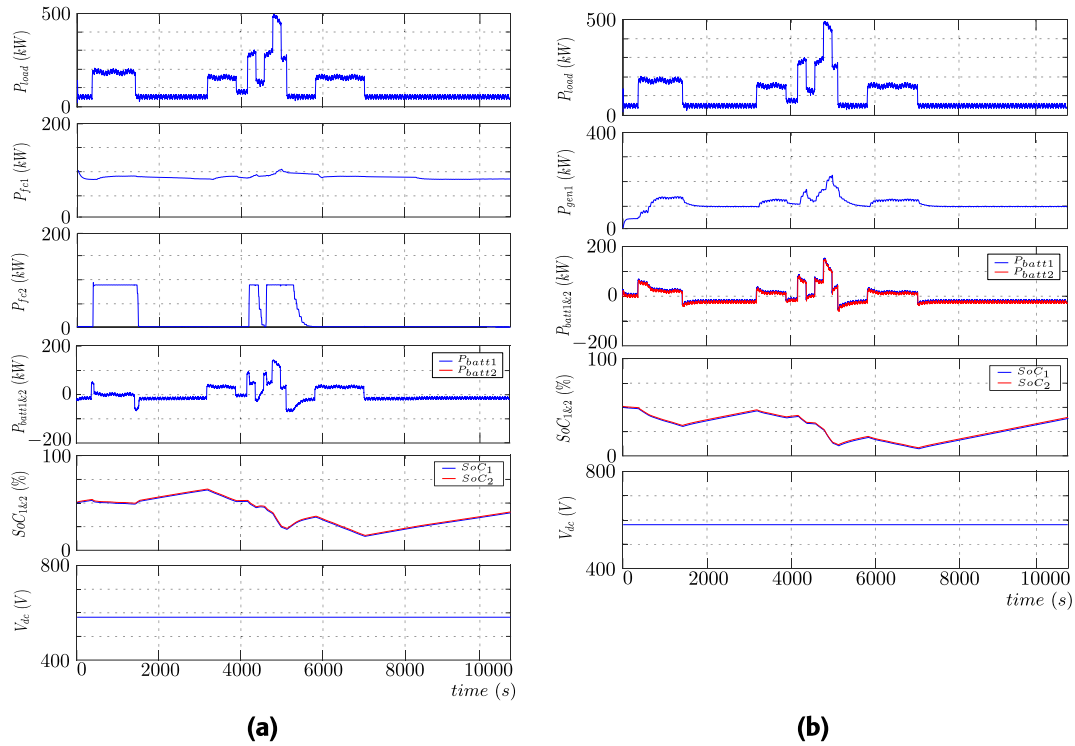 500
P_load (kW)
0
200
P_fc1 (kW)
0
200
P_fc2 (kW)
0
200
P_batt1&2 (kW)
0
−200
P_batt1
P_batt2
100
SoC_1&2 (%)
0
SoC_1
SoC_2
800
V_dc (V)
400
0 2000 4000 6000 8000 10000
time (s)
(a)
500
P_load (kW)
0
400
P_gen1 (kW)
0
200
P_batt1&2 (kW)
0
−200
P_batt1
P_batt2
100
SoC_1&2 (%)
0
SoC_1
SoC_2
800
V_dc (V)
400
0 2000 4000 6000 8000 10000
time (s)
(b)